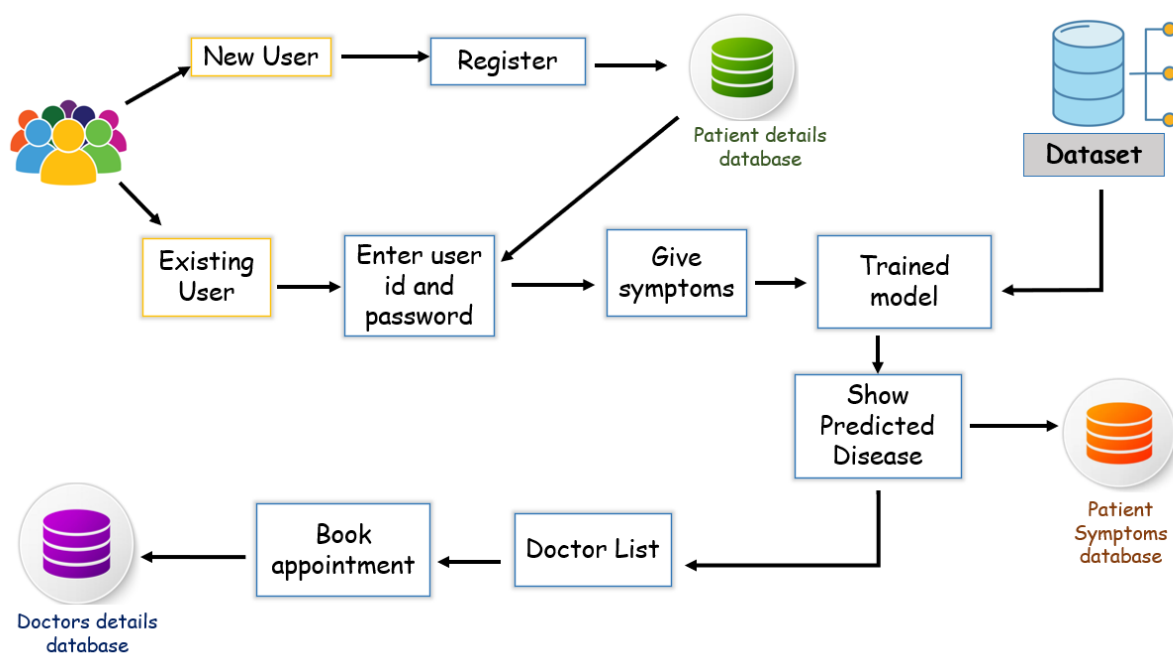 New User
Register
Patient details
database
Dataset
Existing
User
Enter user
id and
password
Give
symptoms
Trained
model
Show
Predicted
Disease
Patient
Symptoms
database
Doctor List
Book
appointment
Doctors details
database